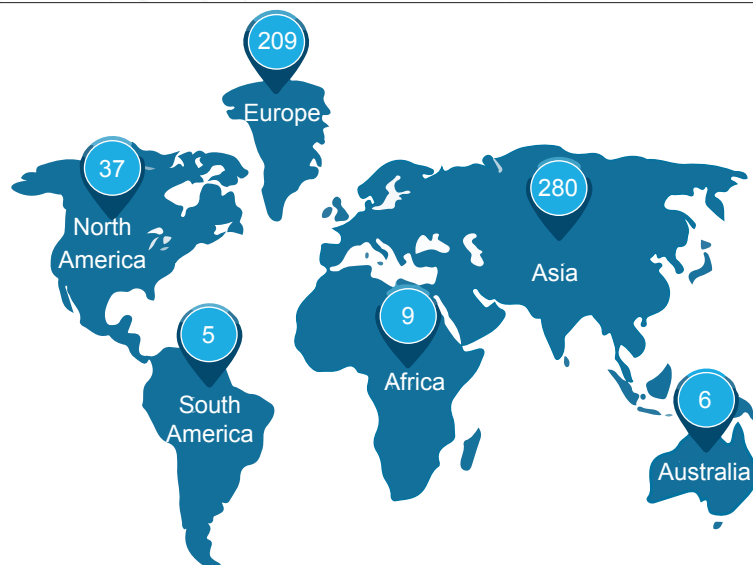 209
Europe
37
North
America
280
Asia
5
South
America
9
Africa
6
Australia